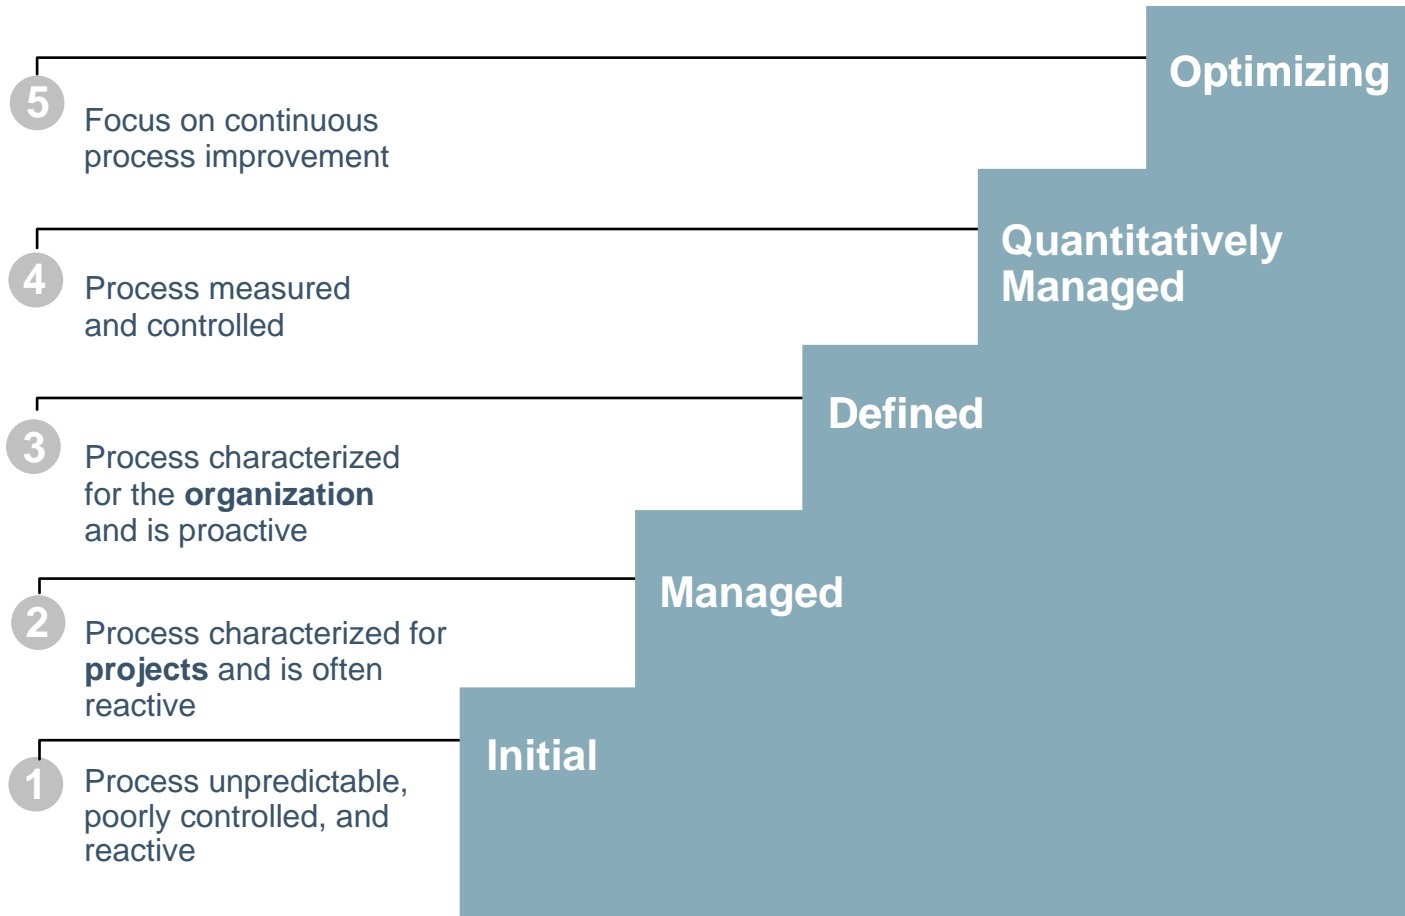 Optimizing
5
Focus on continuous
process improvement
Quantitatively
Managed
4
Process measured
and controlled
Defined
3
Process characterized
for the organization
and is proactive
Managed
2
Process characterized for
projects and is often
reactive
Initial
1
Process unpredictable,
poorly controlled, and
reactive